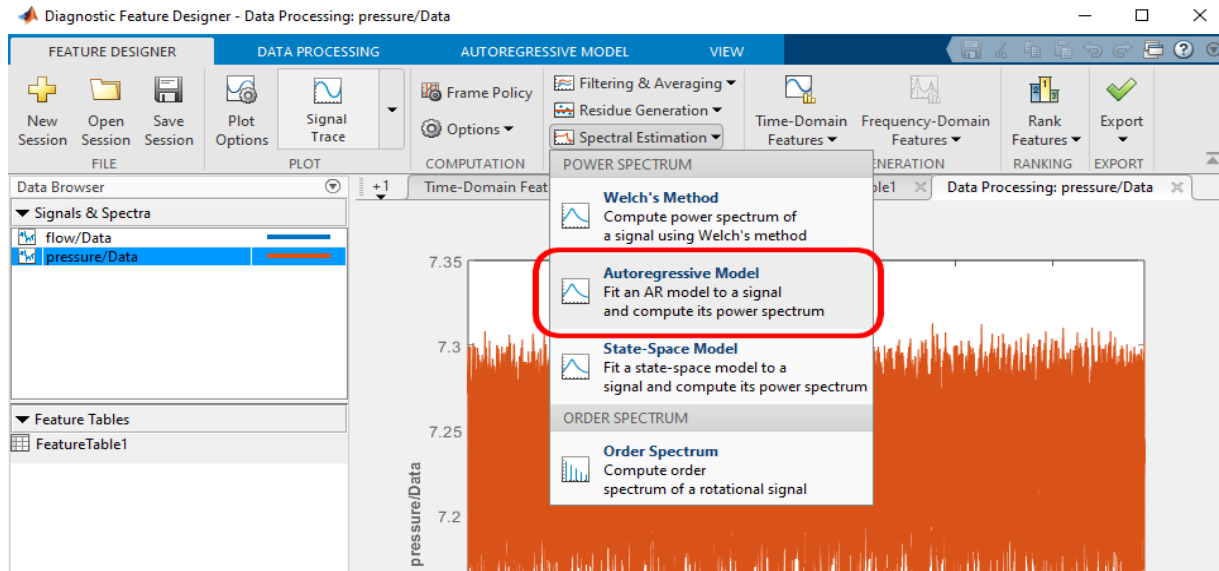 Diagnostic Feature Designer - Data Processing: pressure/Data
FEATURE DESIGNER
DATA PROCESSING
AUTOREGRESSIVE MODEL
VIEW
New
Session
Open
Session
Save
Session
FILE
Plot
Options
Signal
Trace
PLOT
Frame Policy
Options
COMPUTATION
Filtering & Averaging
Residue Generation
Spectral Estimation
Time-Domain
Features
Frequency-Domain
Features
ENERATION
Rank
Features
RANKING
Export
EXPORT
Data Browser
Signals & Spectra
flow/Data
pressure/Data
Feature Tables
FeatureTable1
+1
Time-Domain Feat
ble1
Data Processing: pressure/Data
POWER SPECTRUM
Welch's Method
Compute power spectrum of
a signal using Welch's method
Autoregressive Model
Fit an AR model to a signal
and compute its power spectrum
State-Space Model
Fit a state-space model to a
signal and compute its power spectrum
ORDER SPECTRUM
Order Spectrum
Compute order
spectrum of a rotational signal
7.35
7.3
7.25
7.2
pressure/Data